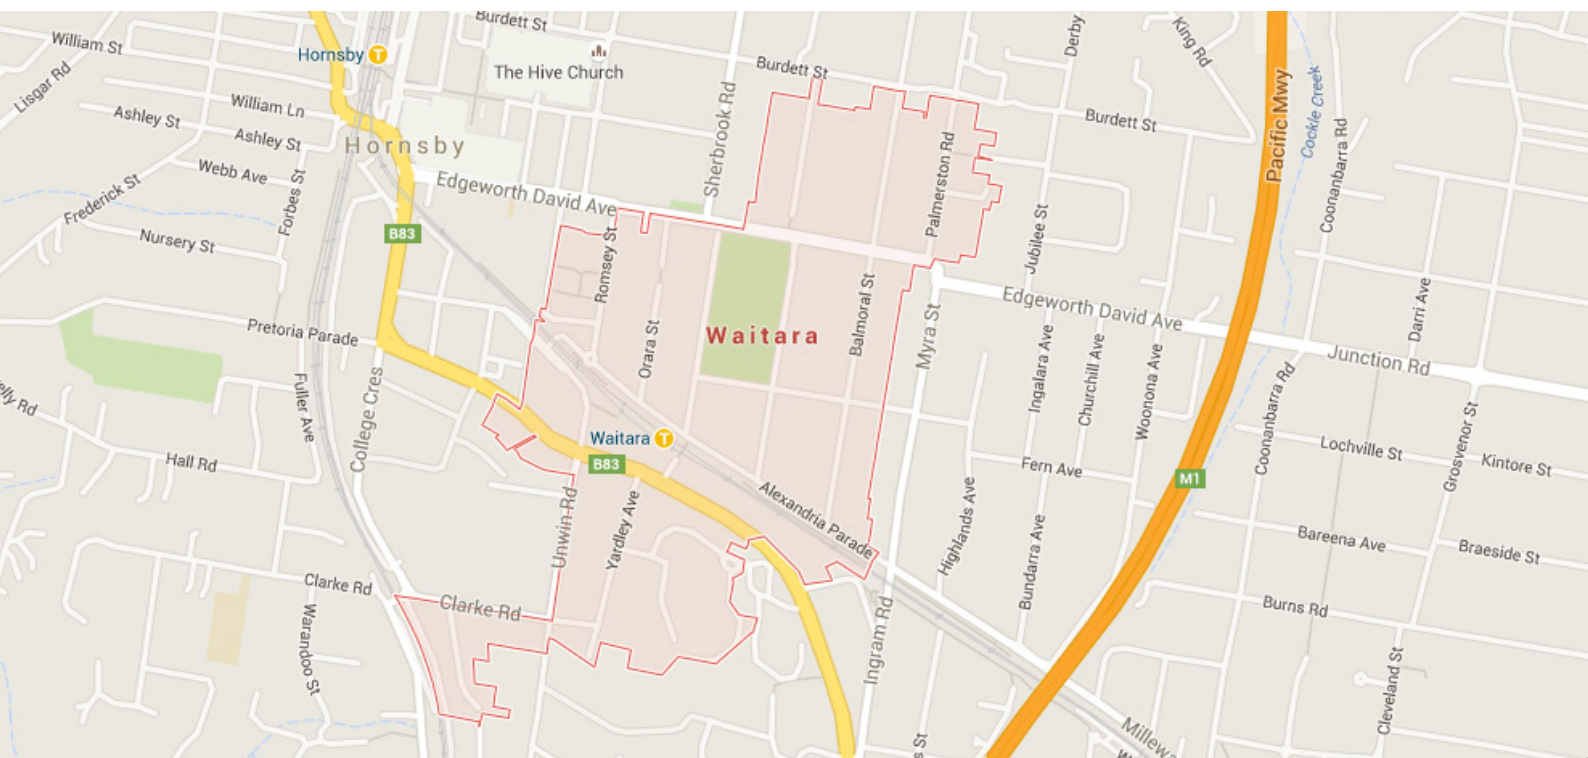 Burdett St
William St
Hornsby
T
The Hive Church
Lisgar Rd
William Ln
Ashley St
Ashley St
Hornsby
Webb Ave
Frederick St
Forbes St
Nursery St
Edgeworth David Ave
B83
Pretoria Parade
Fuller Ave
College Cres
Hall Rd
Clarke Rd
Clarke Rd
Warandoo St
Sherbrook Rd
Burdett St
Palmerston Rd
Romsey St
Orara St
Waitara
Balmoral St
Myra St
Waitara
T
B83
Unwin Rd
Yardley Ave
Alexandria Parade
Ingram Rd
Derby
King Rd
Burdett St
Pacific Mwy
Cockle Creek
Coonanbarra Rd
Jubilee St
Edgeworth David Ave
Junction Rd
Darri Ave
Ingalara Ave
Churchill Ave
Woonona Ave
Coonanbarra Rd
Lochville St
Grosvenor St
Kintore St
Fern Ave
M1
Highlands Ave
Bundarra Ave
Bareena Ave
Braeside St
Burns Rd
Cleveland St
Millewa
elly Rd
s St